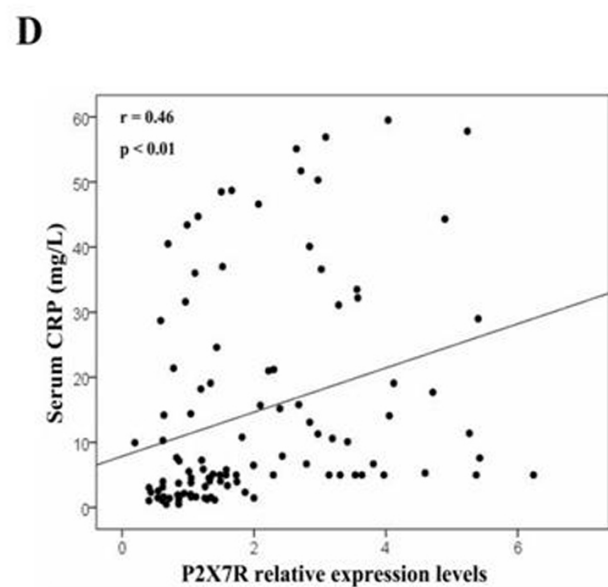 D
r = 0.46
p < 0.01
60
50
40
30
20
10
0
Serum CRP (mg/L)
0 2 4 6
P2X7R relative expression levels